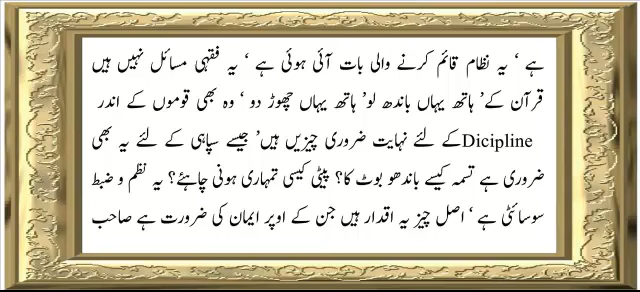 ہے ‘ یہ نظام قائم کرنے والی بات آئی ہوئی ہے ‘ یہ فقہی مسائل نہیں ہیں
قرآن کے’ ہاتھ یہاں باندھ لو’ ہاتھ یہاں چھوڑ دو ‘ وہ بھی قوموں کے اندر
Dicipline کے لئے نہایت ضروری چیزیں ہیں’ جیسے سپاہی کے لئے یہ بھی
ضروری ہے تسمہ کیسے باندھو بوٹ کا؟ پیٹی کیسی تمہاری ہونی چاہئے؟ یہ نظم و ضبط
سوسائٹی ہے ‘ اصل چیز یہ اقدار ہیں جن کے اوپر ایمان کی ضرورت ہے صاحب